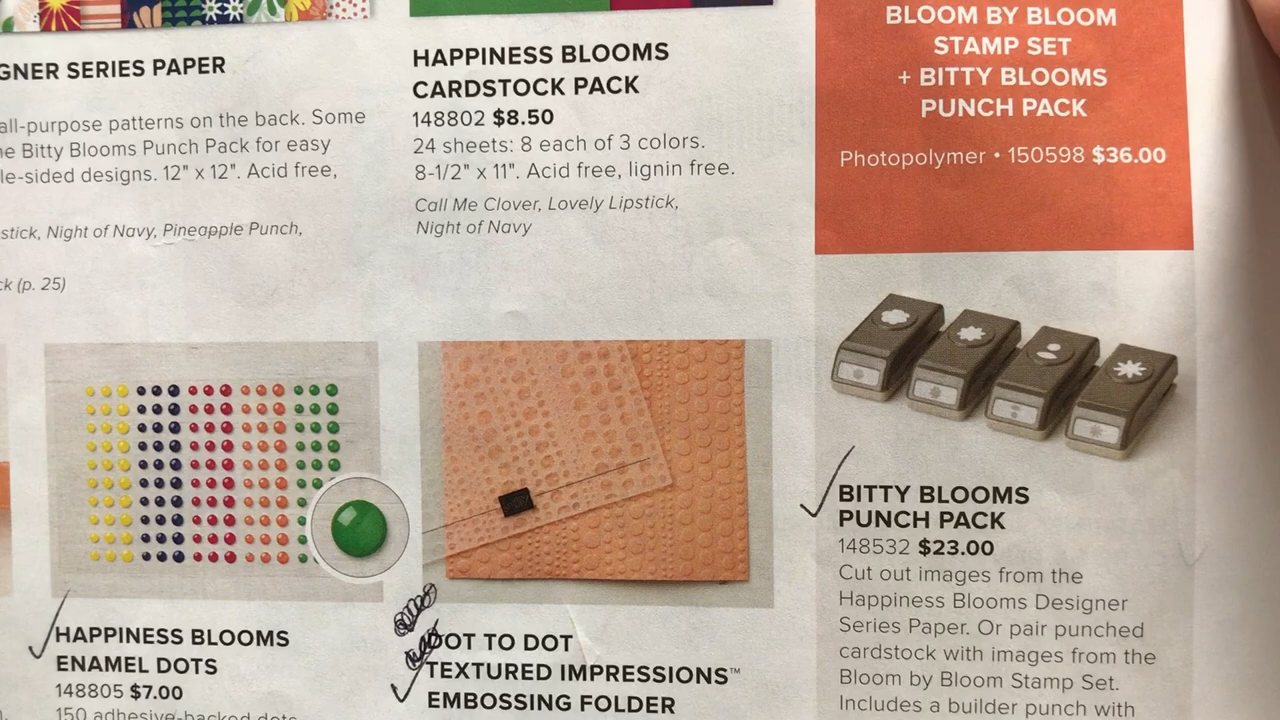 GNER SERIES PAPER
all-purpose patterns on the back. Some
e Bitty Blooms Punch Pack for easy
le-sided designs. 12" x 12". Acid free,
stick, Night of Navy, Pineapple Punch,
ck (p. 25)
HAPPINESS BLOOMS
CARDSTOCK PACK
148802 $8.50
24 sheets: 8 each of 3 colors.
8-1/2" x 11". Acid free, lignin free.
Call Me Clover, Lovely Lipstick,
Night of Navy
BLOOM BY BLOOM
STAMP SET
+ BITTY BLOOMS
PUNCH PACK
Photopolymer • 150598 $36.00
HAPPINESS BLOOMS
ENAMEL DOTS
148805 $7.00
150 adhesive-backed dots
DOT TO DOT
TEXTURED IMPRESSIONS™
EMBOSSING FOLDER
BITTY BLOOMS
PUNCH PACK
148532 $23.00
Cut out images from the
Happiness Blooms Designer
Series Paper. Or pair punched
cardstock with images from the
Bloom by Bloom Stamp Set.
Includes a builder punch with